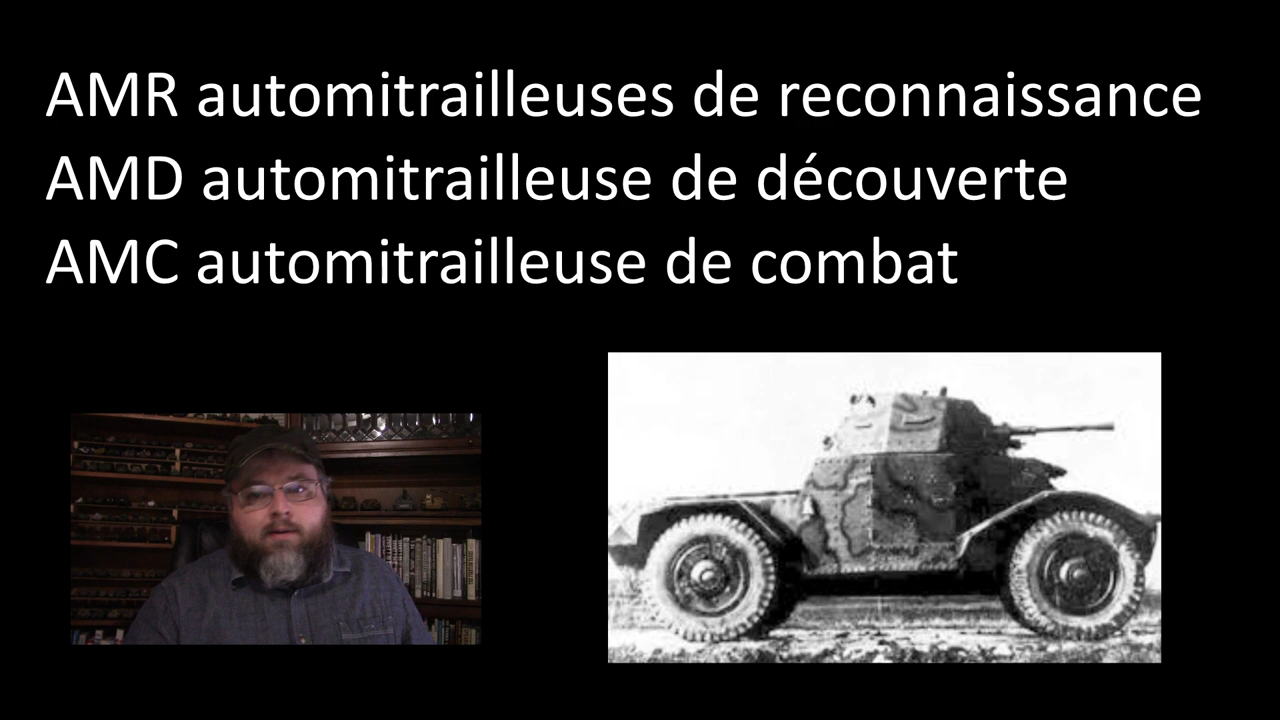 AMR automitrailleuses de reconnaissance
AMD automitrailleuse de découverte
AMC automitrailleuse de combat